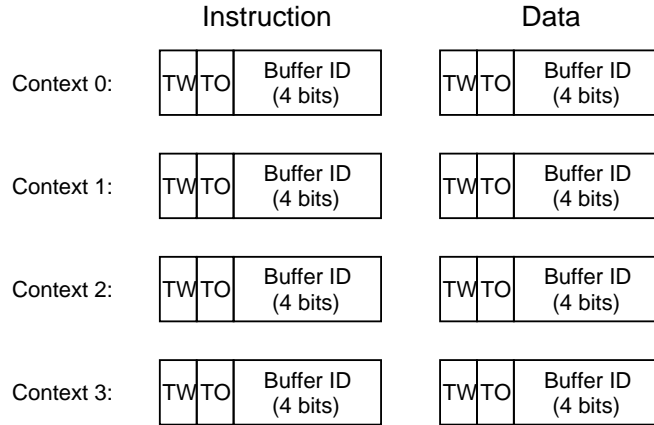 Instruction Data
Context 0: TW TO Buffer ID TW TO Buffer ID
(4 bits) (4 bits)
Context 1: TW TO Buffer ID TW TO Buffer ID
(4 bits) (4 bits)
Context 2: TW TO Buffer ID TW TO Buffer ID
(4 bits) (4 bits)
Context 3: TW TO Buffer ID TW TO Buffer ID
(4 bits) (4 bits)